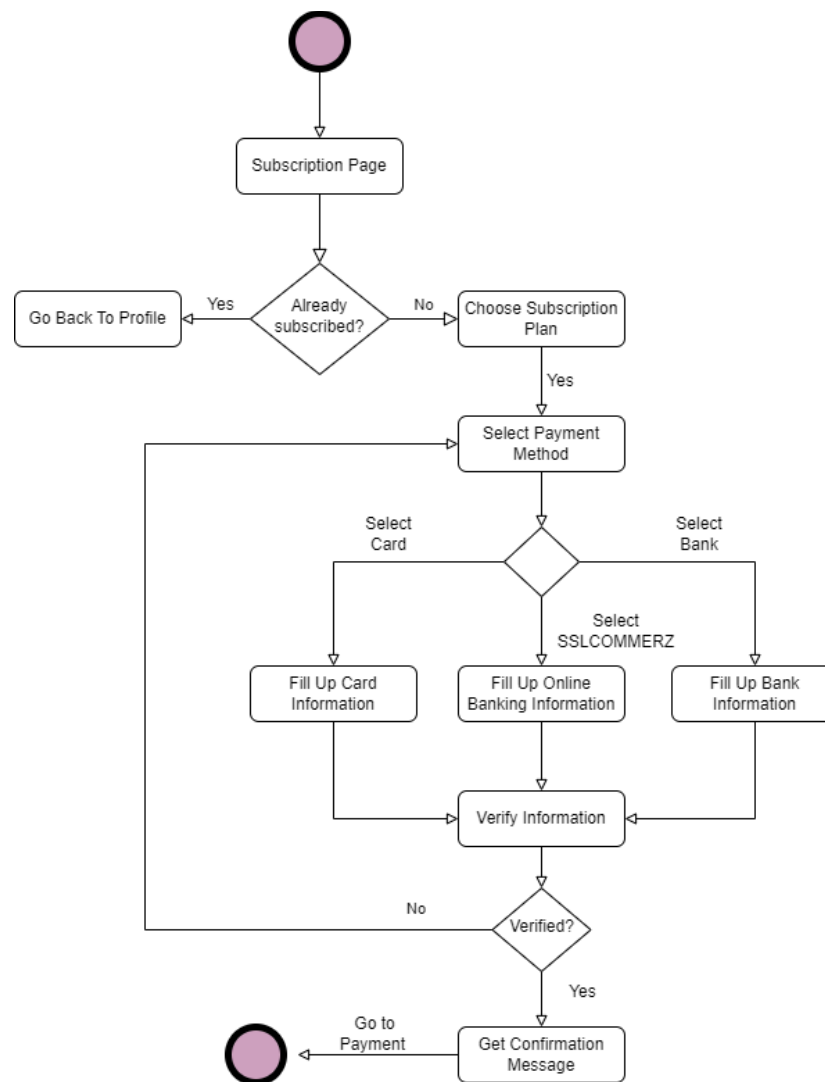 Subscription Page
Yes
Already
subscribed?
No
Go Back To Profile
Choose Subscription
Plan
Yes
Select Payment
Method
Select
Card
Select
Bank
Select
SSLCOMMERZ
Fill Up Card
Information
Fill Up Online
Banking Information
Fill Up Bank
Information
Verify Information
No
Verified?
Yes
Go to
Payment
Get Confirmation
Message